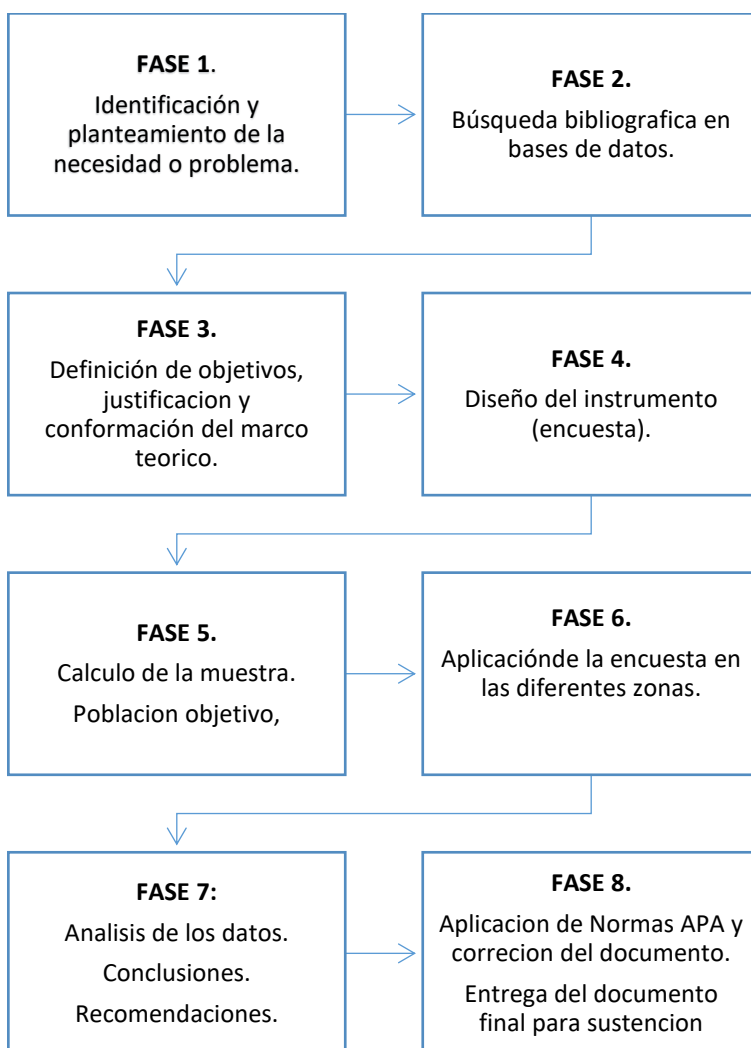 FASE 1.
Identificación y
planteamiento de la
necesidad o problema.
FASE 2.
Búsqueda bibliografica en
bases de datos.
FASE 3.
Definición de objetivos,
justificacion y
conformación del marco
teorico.
FASE 4.
Diseño del instrumento
(encuesta).
FASE 5.
Calculo de la muestra.
Poblacion objetivo,
FASE 6.
Aplicaciónde la encuesta en
las diferentes zonas.
FASE 7:
Analisis de los datos.
Conclusiones.
Recomendaciones.
FASE 8.
Aplicacion de Normas APA y
correcion del documento.
Entrega del documento
final para sustencion